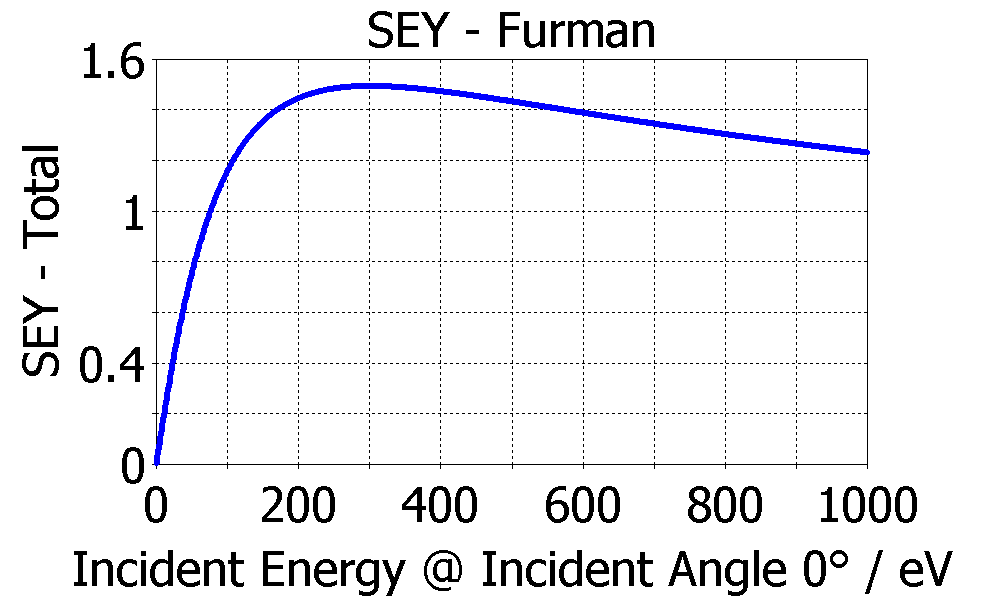 SEY - Furman
1.6
1
0.4
0
SEY - Total
0 200 400 600 800 1000
Incident Energy @ Incident Angle 0° / eV